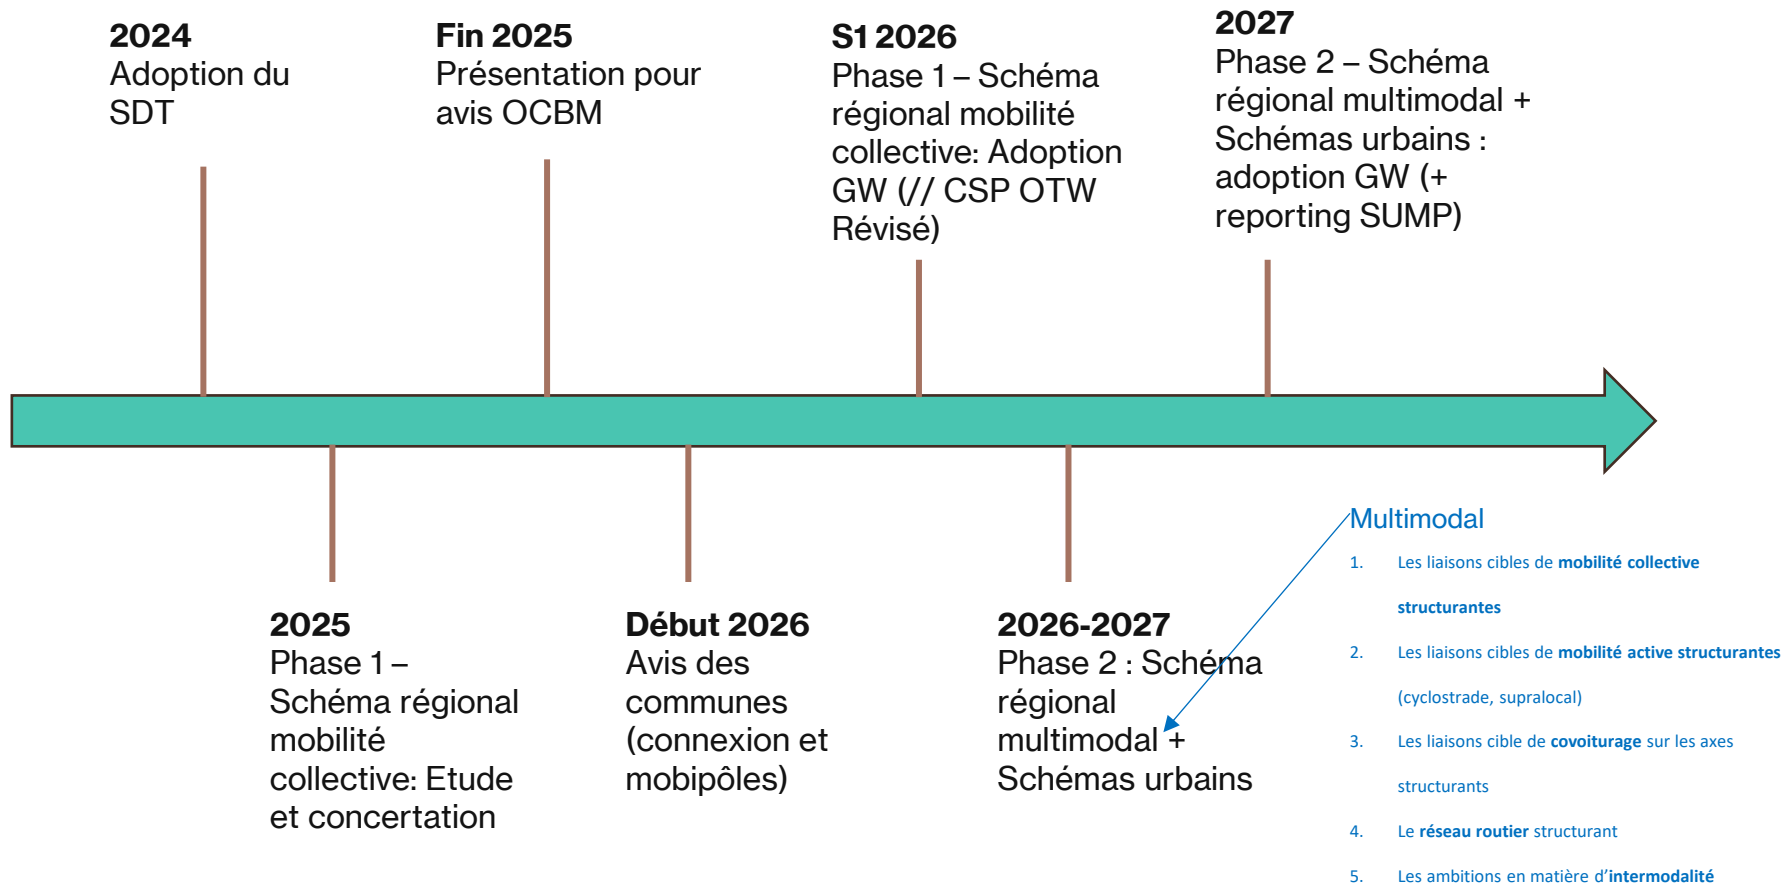 2024
Adoption du
SDT
Fin 2025
Présentation pour
avis OCBM
S1 2026
Phase 1 – Schéma
régional mobilité
collective: Adoption
GW (// CSP OTW
Révisé)
2027
Phase 2 – Schéma
régional multimodal +
Schémas urbains :
adoption GW (+
reporting SUMP)
2025
Phase 1 –
Schéma régional
mobilité
collective: Etude
et concertation
Début 2026
Avis des
communes
(connexion et
mobipôles)
2026-2027
Phase 2 : Schéma
régional
multimodal +
Schémas urbains
Multimodal
1. Les liaisons cibles de mobilité collective
structurantes
2. Les liaisons cibles de mobilité active structurantes
(cyclostrade, supralocal)
3. Les liaisons cible de covoiturage sur les axes
structurants
4. Le réseau routier structurant
5. Les ambitions en matière d’intermodalité